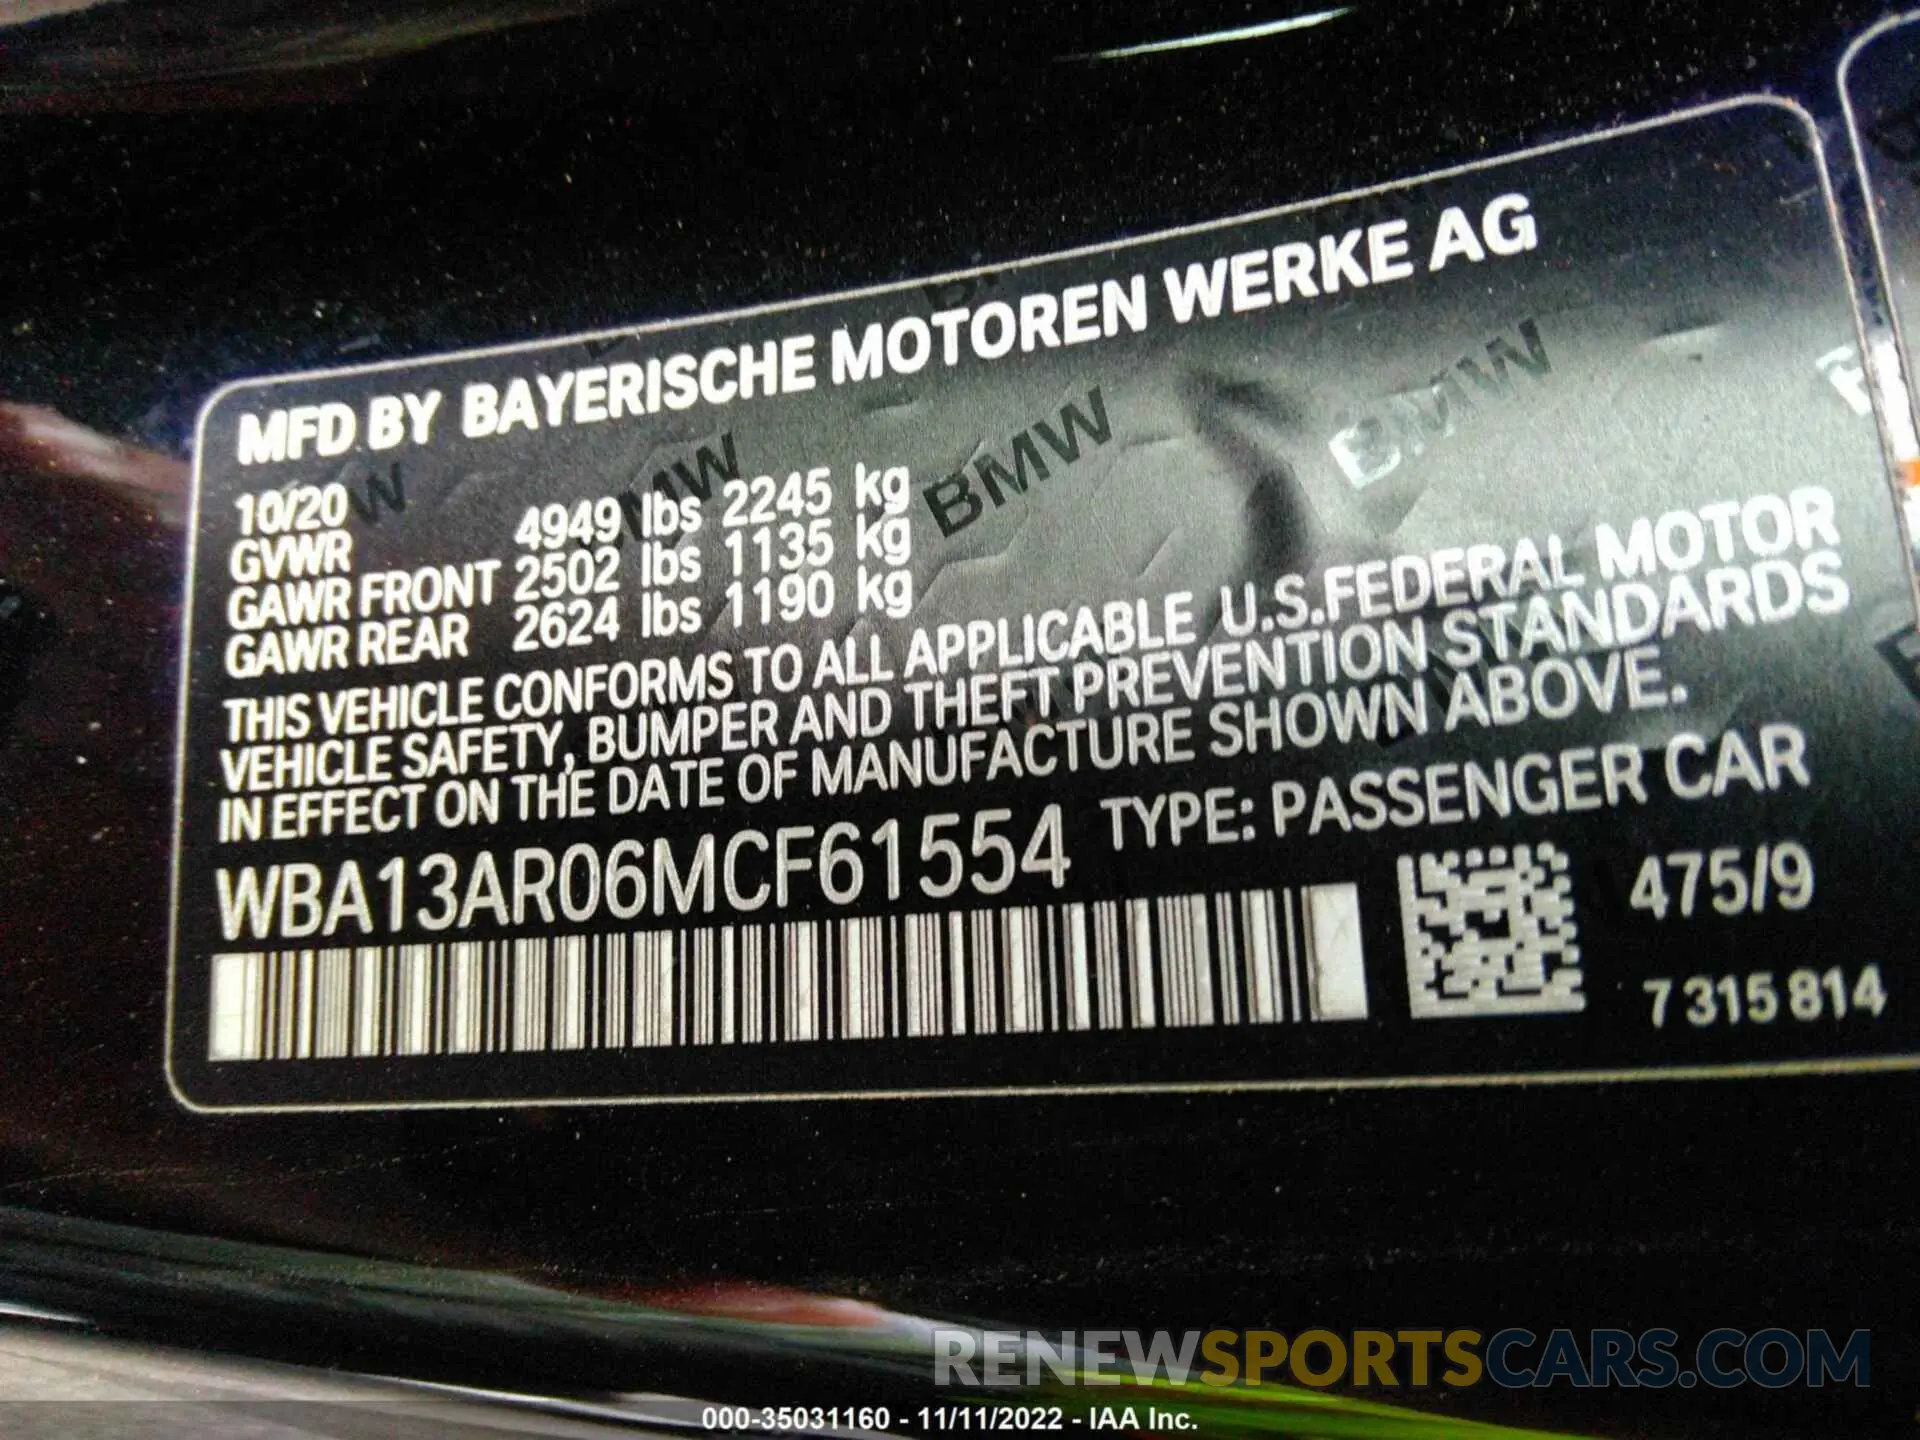 MFD BY BAYERISCHE MOTOREN WERKE AG
10/20
GVWR 4949 lbs 2245 kg
GAWR FRONT 2502 lbs 1135 kg
GAWR REAR 2624 lbs 1190 kg
THIS VEHICLE CONFORMS TO ALL APPLICABLE U.S.FEDERAL MOTOR
VEHICLE SAFETY, BUMPER AND THEFT PREVENTION STANDARDS
IN EFFECT ON THE DATE OF MANUFACTURE SHOWN ABOVE.
WBA13AR06MCF61554 TYPE: PASSENGER CAR
475/9
7 315 814
BMW
BMW
BMW
RENEWSPORTSCARS.COM
000-35031160 - 11/11/2022 - IAA Inc.